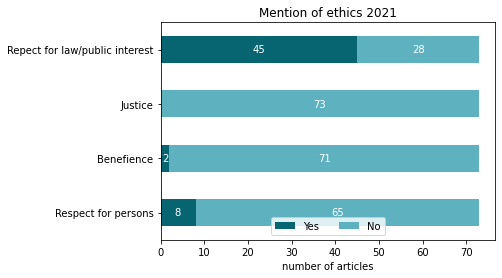 Mention of ethics 2021
Repect for law/public interest
45
28
Justice
73
Benefience
2
71
Respect for persons
8
65
Yes
No
0
10
20
30
40
50
60
70
number of articles